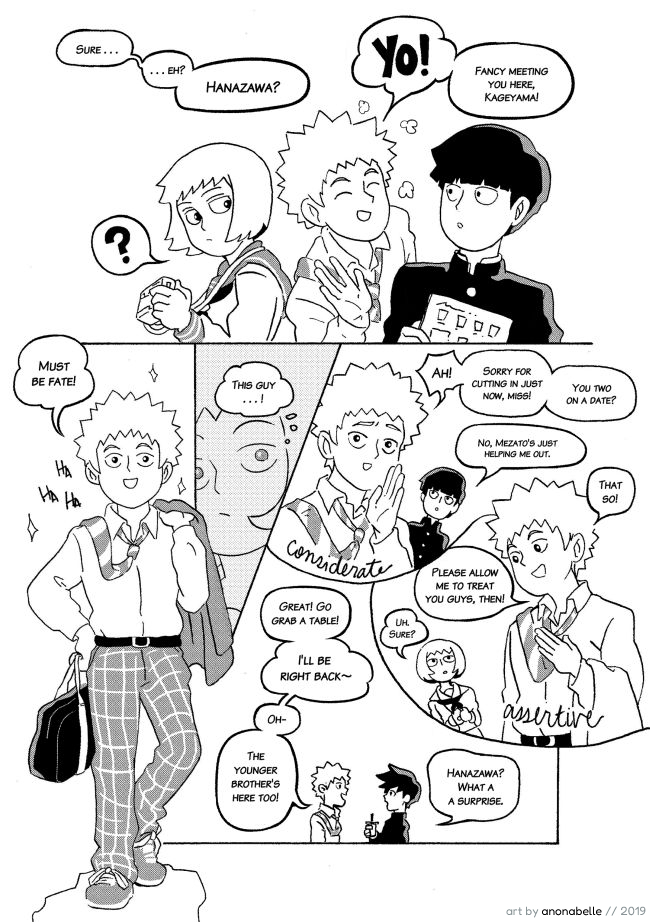 SURE . . .
. . . EH?
HANAZAWA?
YO!
FANCY MEETING
YOU HERE,
KAGEYAMA!
?
MUST
BE FATE!
HA
HA
HA
THIS GUY
. . . !
AH!
SORRY FOR
CUTTING IN JUST
NOW, MISS!
YOU TWO
ON A DATE?
NO, MEZATO'S JUST
HELPING ME OUT.
considerate
THAT
SO!
PLEASE ALLOW
ME TO TREAT
YOU GUYS, THEN!
UH.
SURE?
assertive
GREAT! GO
GRAB A TABLE!
I'LL BE
RIGHT BACK~
OH-
THE
YOUNGER
BROTHER'S
HERE TOO!
HANAZAWA?
WHAT A
A SURPRISE.
art by anonabelle // 2019